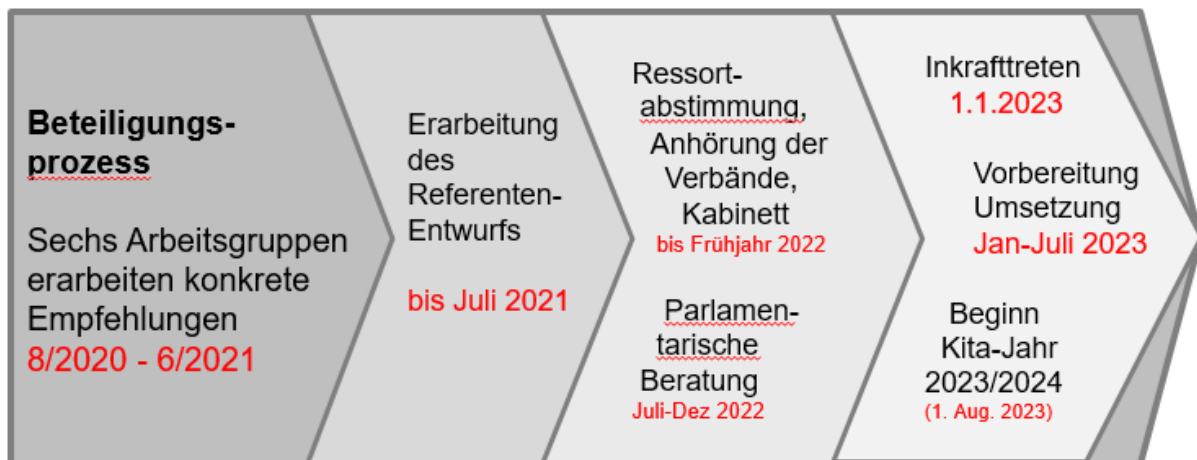 Beteiligungs-
prozess
Sechs Arbeitsgruppen
erarbeiten konkrete
Empfehlungen
8/2020 - 6/2021
Erarbeitung
des
Referenten-
Entwurfs
bis Juli 2021
Ressort-
abstimmung,
Anhörung der
Verbände,
Kabinett
bis Frühjahr 2022
Parlamen-
tarische
Beratung
Juli-Dez 2022
Inkrafttreten
1.1.2023
Vorbereitung
Umsetzung
Jan-Juli 2023
Beginn
Kita-Jahr
2023/2024
(1. Aug. 2023)